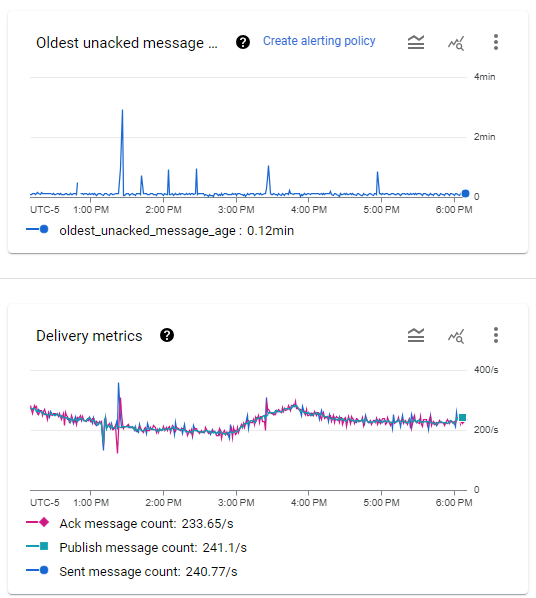 Oldest unacked message ... ? Create alerting policy
4min
2min
0
UTC-5 1:00 PM 2:00 PM 3:00 PM 4:00 PM 5:00 PM 6:00 PM
oldest_unacked_message_age : 0.12min
Delivery metrics ?
400/s
200/s
0
UTC-5 1:00 PM 2:00 PM 3:00 PM 4:00 PM 5:00 PM 6:00 PM
Ack message count: 233.65/s
Publish message count: 241.1/s
Sent message count: 240.77/s